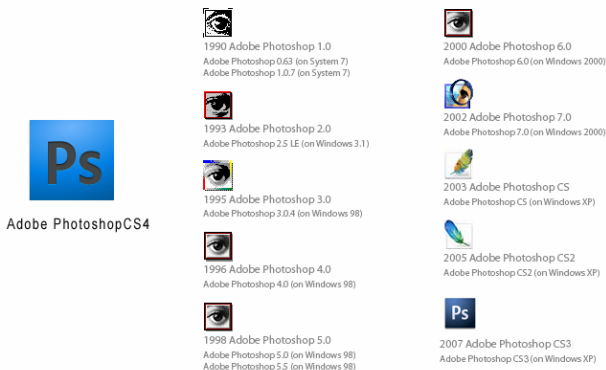 Ps
Adobe PhotoshopCS4
1990 Adobe Photoshop 1.0
Adobe Photoshop 0.63 (on System 7)
Adobe Photoshop 1.0.7 (on System 7)
1993 Adobe Photoshop 2.0
Adobe Photoshop 2.5 LE (on Windows 3.1)
1995 Adobe Photoshop 3.0
Adobe Photoshop 3.0.4 (on Windows 98)
1996 Adobe Photoshop 4.0
Adobe Photoshop 4.0 (on Windows 98)
1998 Adobe Photoshop 5.0
Adobe Photoshop 5.0 (on Windows 98)
Adobe Photoshop 5.5 (on Windows 98)
2000 Adobe Photoshop 6.0
Adobe Photoshop 6.0 (on Windows 2000)
2002 Adobe Photoshop 7.0
Adobe Photoshop 7.0 (on Windows 2000)
2003 Adobe Photoshop CS
Adobe Photoshop CS (on Windows XP)
2005 Adobe Photoshop CS2
Adobe Photoshop CS2 (on Windows XP)
Ps
2007 Adobe Photoshop CS3
Adobe Photoshop CS3 (on Windows XP)